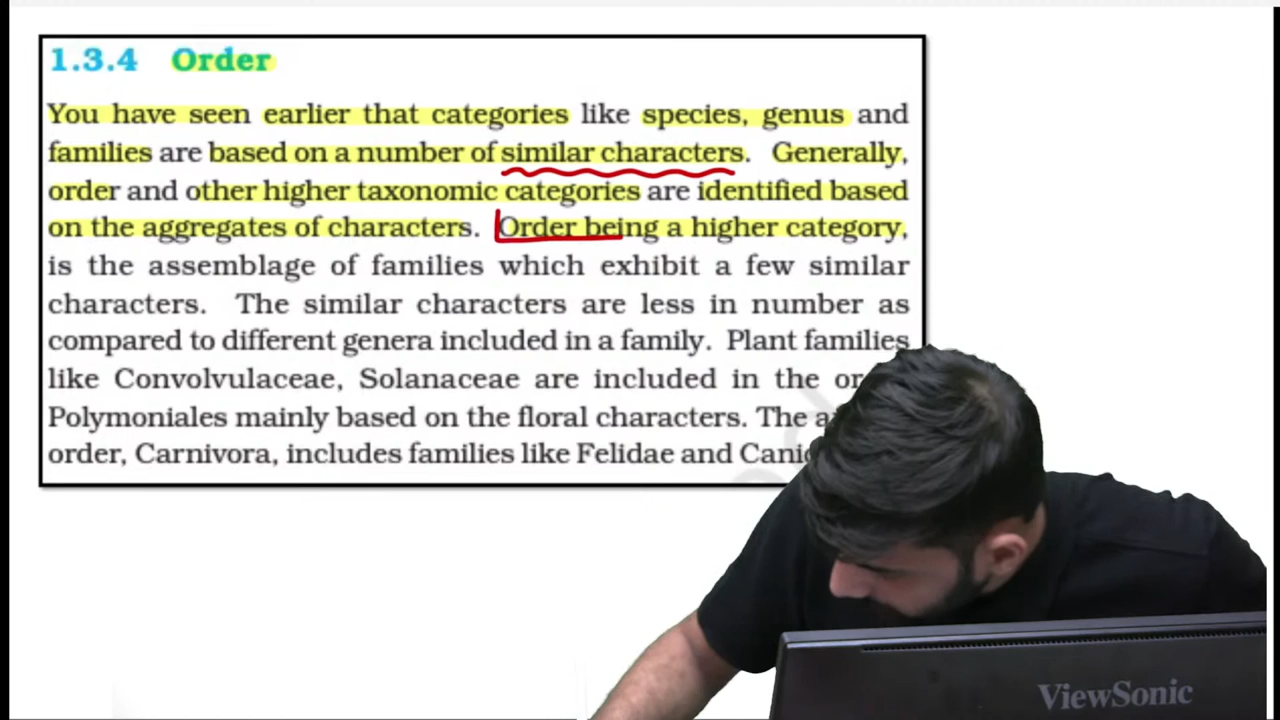 1.3.4 Order
You have seen earlier that categories like species, genus and
families are based on a number of similar characters. Generally,
order and other higher taxonomic categories are identified based
on the aggregates of characters. Order being a higher category,
is the assemblage of families which exhibit a few similar
characters. The similar characters are less in number as
compared to different genera included in a family. Plant families
like Convolvulaceae, Solanaceae are included in the
Polymoniales mainly based on the floral characters. The
order, Carnivora, includes families like Felidae and
ViewSonic